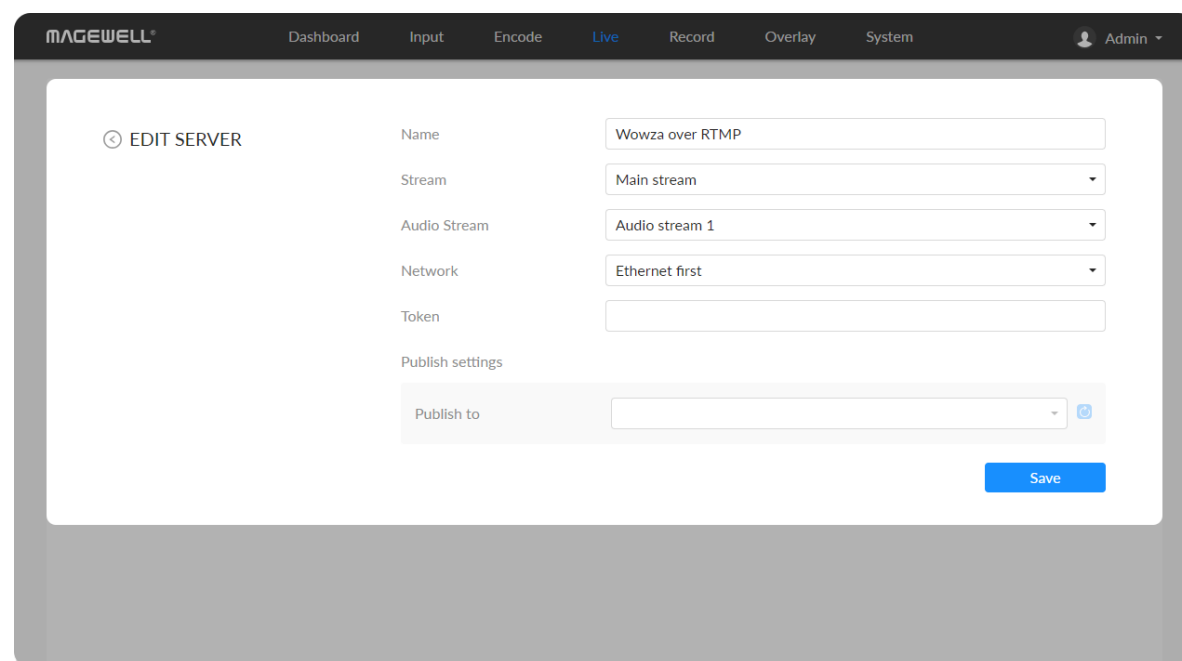 MAGEWELL®
Dashboard Input Encode Live Record Overlay System Admin
EDIT SERVER
Name Wowza over RTMP
Stream Main stream
Audio Stream Audio stream 1
Network Ethernet first
Token
Publish settings
Publish to
Save